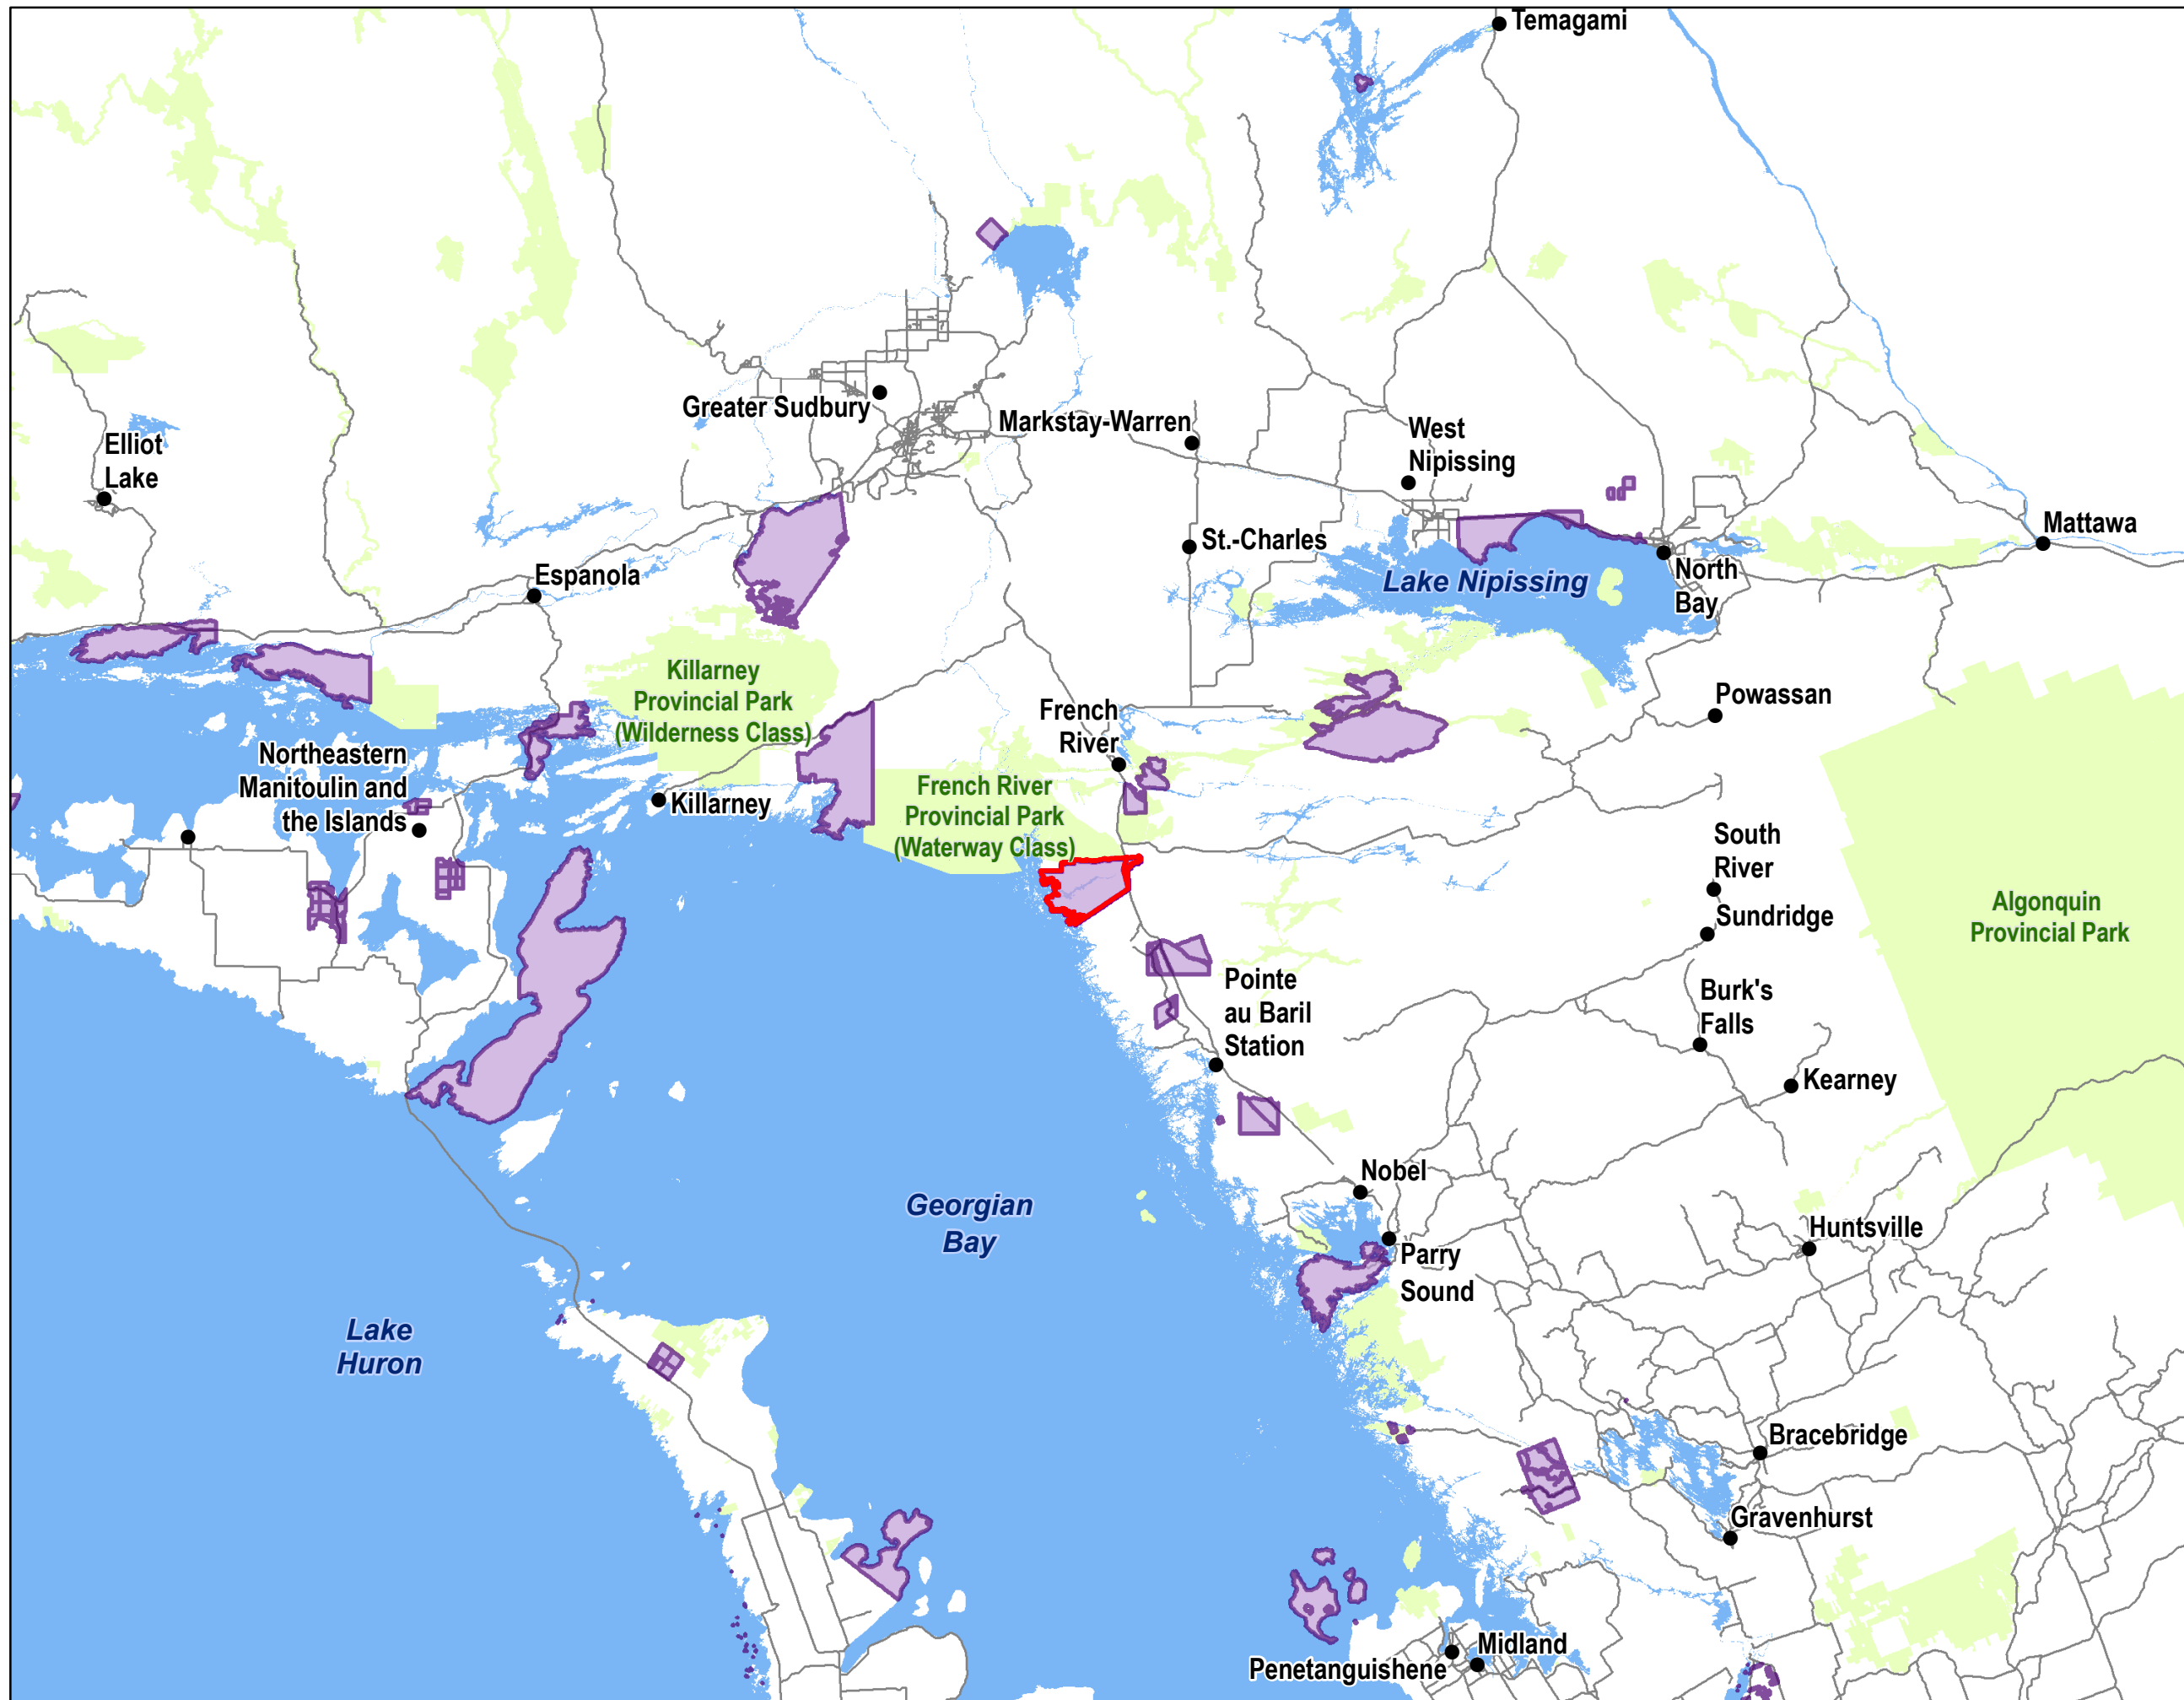 Temagami
Greater Sudbury
Markstay-Warren
West
Nipissing
Elliot
Lake
St.-Charles
Mattawa
Lake Nipissing
North
Bay
Espanola
Killarney
Provincial Park
(Wilderness Class)
French
River
Powassan
Northeastern
Manitoulin and
the Islands
Killarney
French River
Provincial Park
(Waterway Class)
South
River
Sundridge
Algonquin
Provincial Park
Pointe
au Baril
Station
Burk's
Falls
Kearney
Nobel
Georgian
Bay
Huntsville
Parry
Sound
Lake
Huron
Bracebridge
Gravenhurst
Midland
Penetanguishene